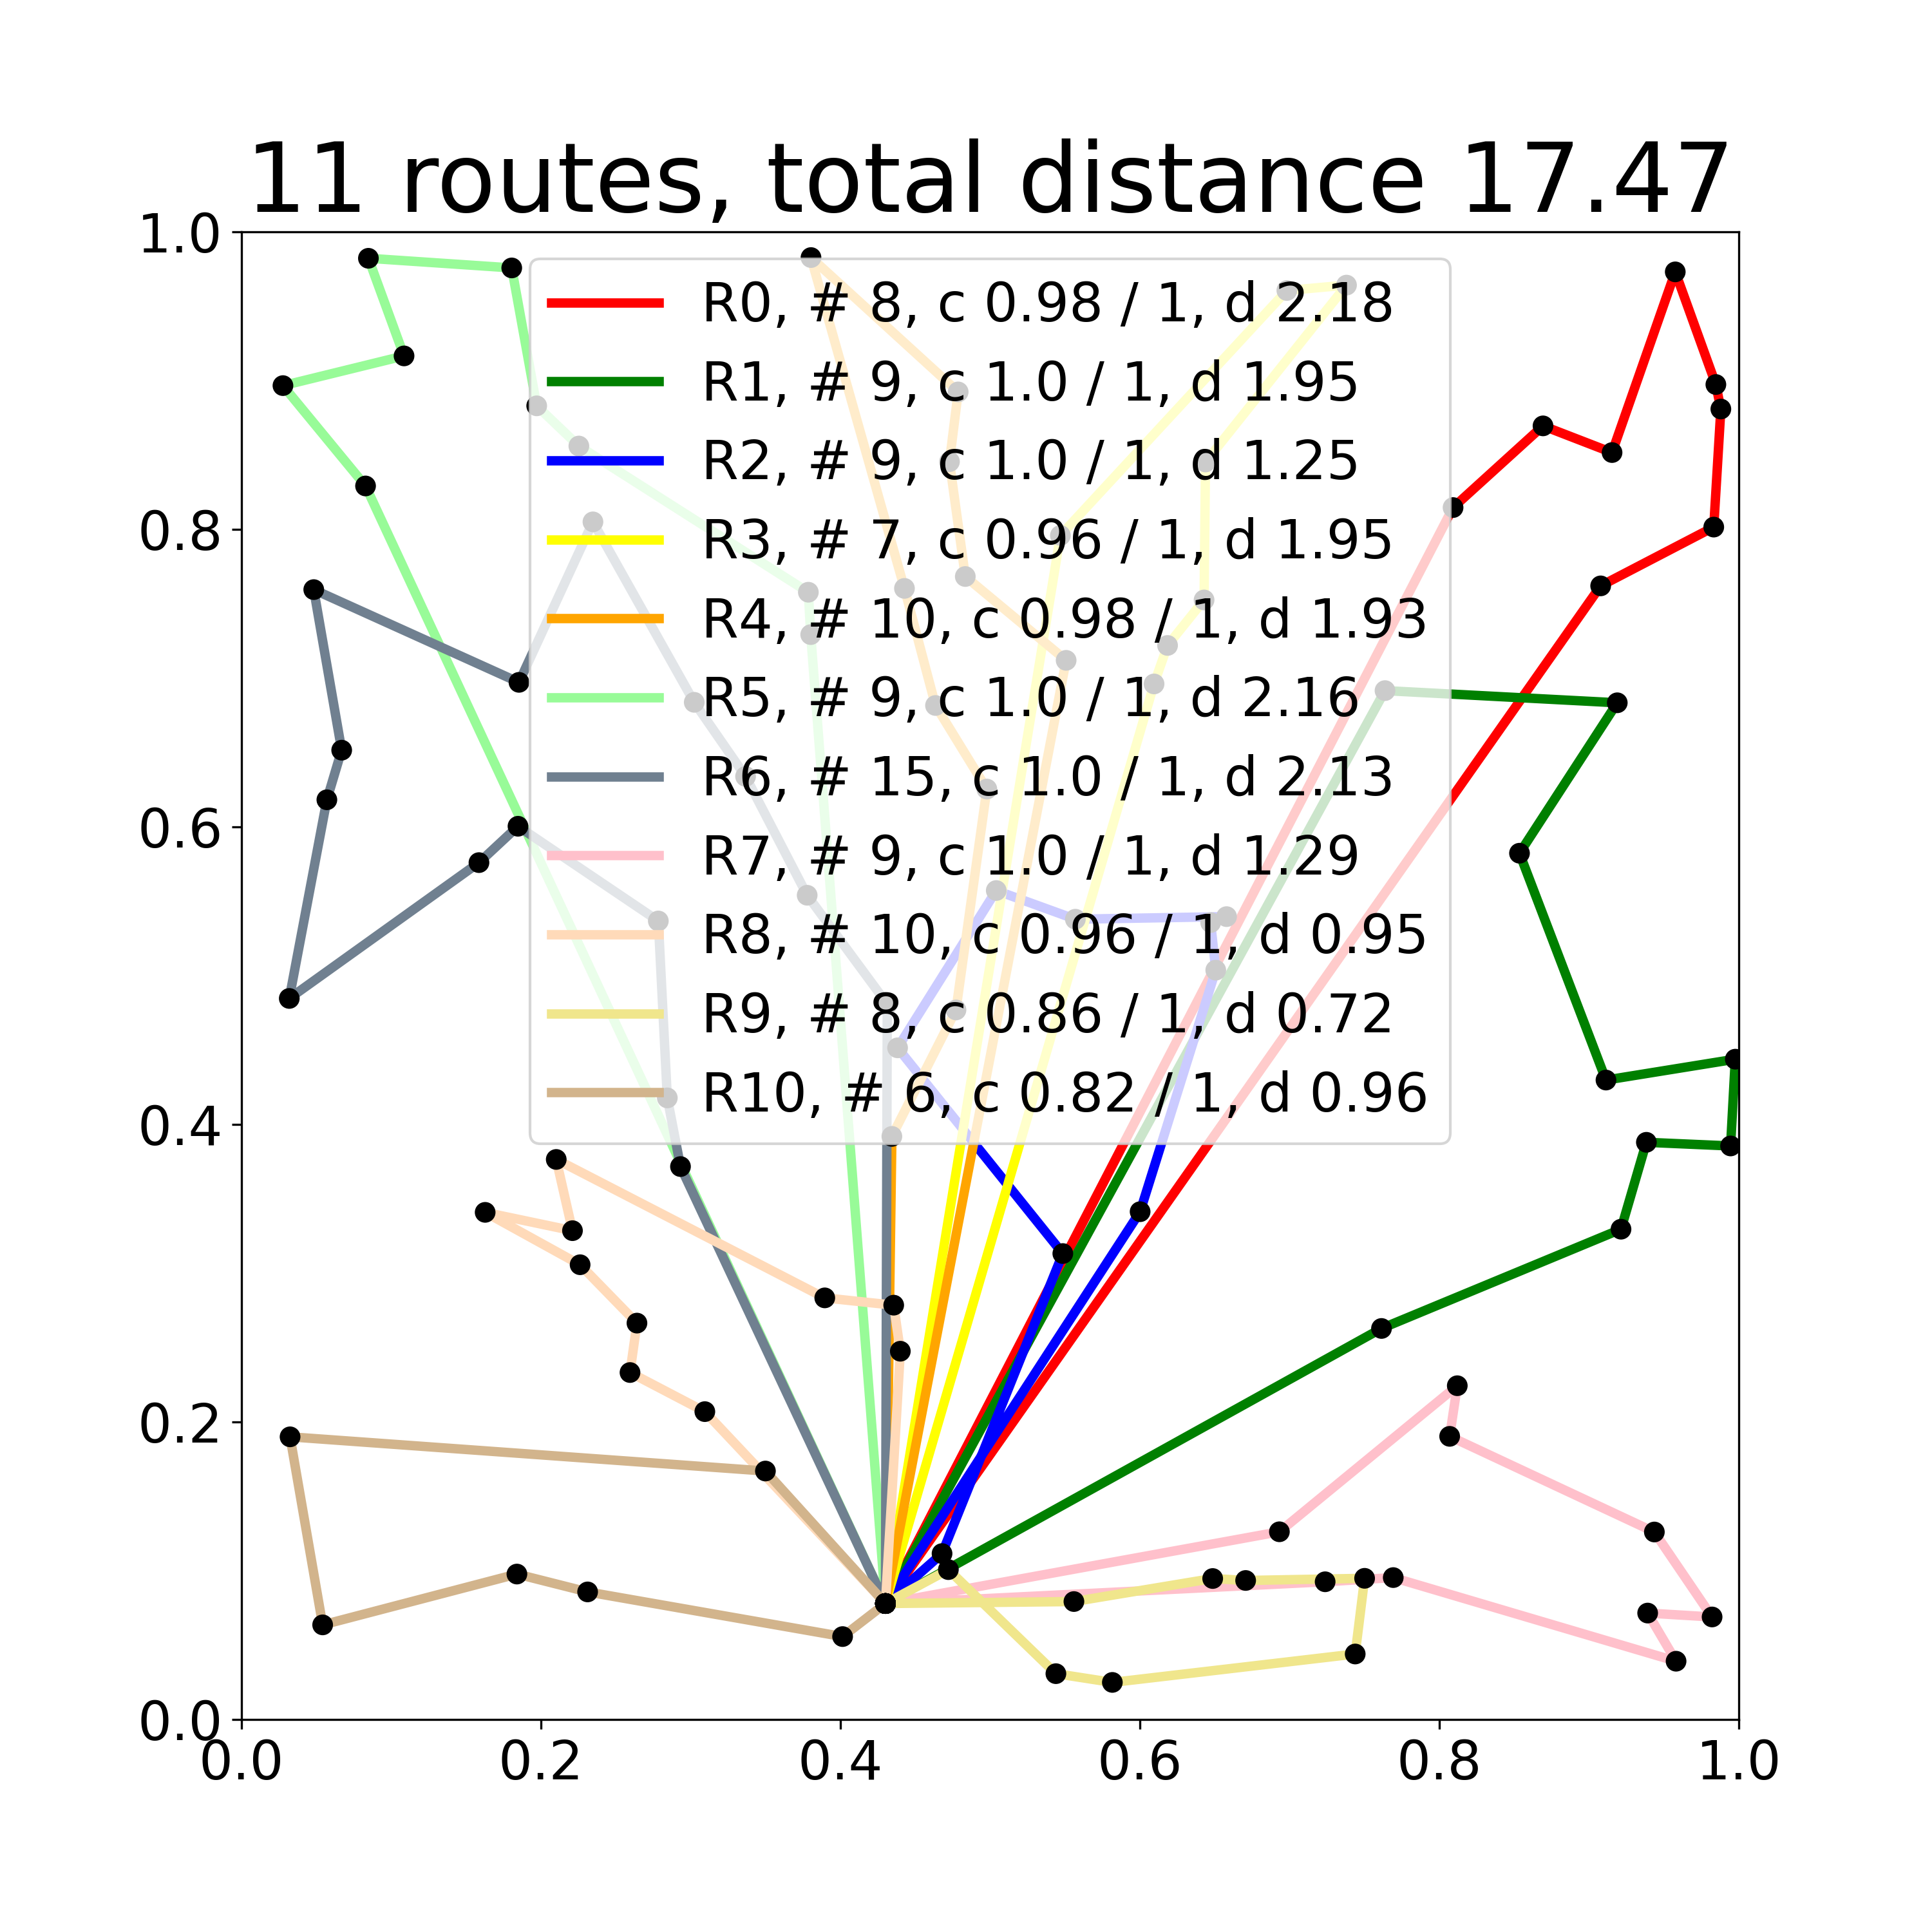 11 routes, total distance 17.47
1.0
0.8
0.6
0.4
0.2
0.0
R0, # 8, c 0.98 / 1, d 2.18
R1, # 9, c 1.0 / 1, d 1.95
R2, # 9, c 1.0 / 1, d 1.25
R3, # 7, c 0.96 / 1, d 1.95
R4, # 10, c 0.98 / 1, d 1.93
R5, # 9, c 1.0 / 1, d 2.16
R6, # 15, c 1.0 / 1, d 2.13
R7, # 9, c 1.0 / 1, d 1.29
R8, # 10, c 0.96 / 1, d 0.95
R9, # 8, c 0.86 / 1, d 0.72
R10, # 6, c 0.82 / 1, d 0.96
0.0 0.2 0.4 0.6 0.8 1.0